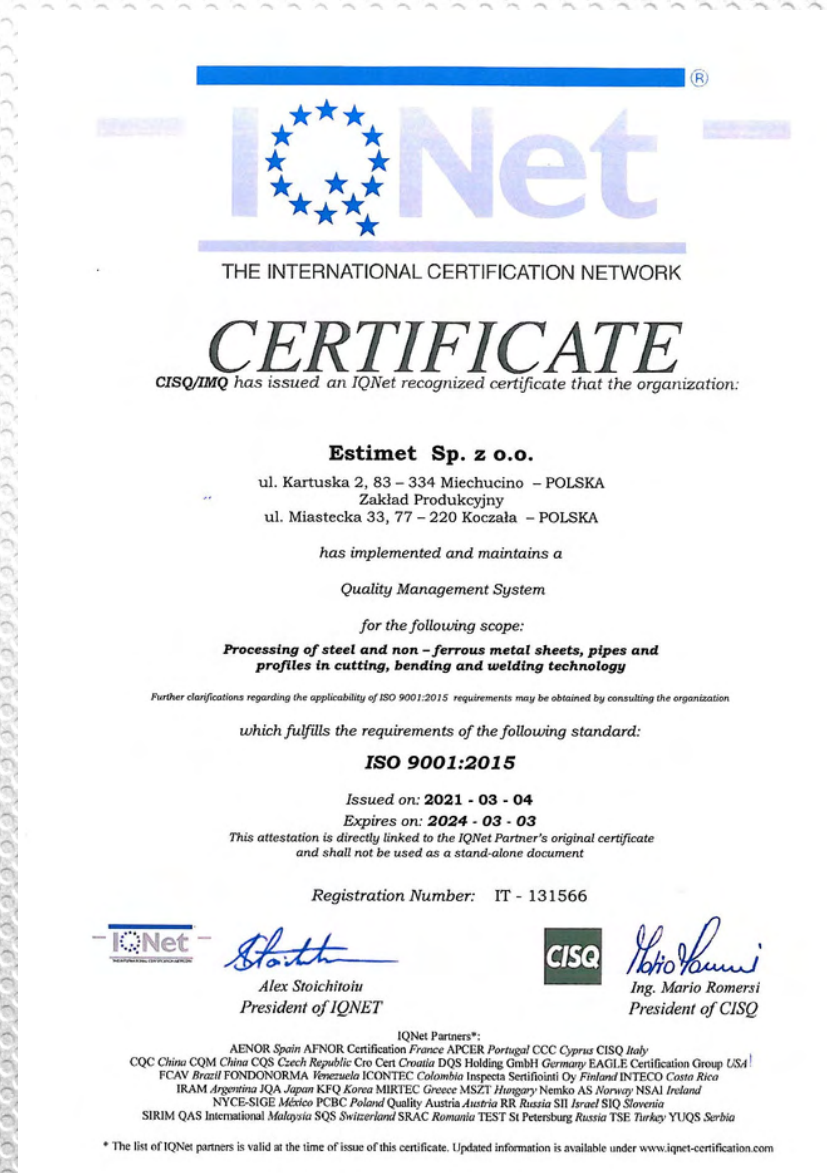 ®
IQNet
THE INTERNATIONAL CERTIFICATION NETWORK
CERTIFICATE
CISQ/IMQ has issued an IQNet recognized certificate that the organization:
Estimet Sp. z o.o.
ul. Kartuska 2, 83 – 334 Miechucino – POLSKA
Zakład Produkcyjny
ul. Miastecka 33, 77 – 220 Koczała – POLSKA
has implemented and maintains a
Quality Management System
for the following scope:
Processing of steel and non – ferrous metal sheets, pipes and
profiles in cutting, bending and welding technology
Further clarifications regarding the applicability of ISO 9001:2015 requirements may be obtained by consulting the organization
which fulfills the requirements of the following standard:
ISO 9001:2015
Issued on: 2021 - 03 - 04
Expires on: 2024 - 03 - 03
This attestation is directly linked to the IQNet Partner's original certificate
and shall not be used as a stand-alone document
Registration Number: IT - 131566
IQNet
THE INTERNATIONAL CERTIFICATION NETWORK
CISQ
Alex Stoichitoiu
President of IQNET
Ing. Mario Romersi
President of CISQ
IQNet Partners*:
AENOR Spain AFNOR Certification France APCER Portugal CCC Cyprus CISQ Italy
CQC China CQM China CQS Czech Republic Cro Cert Croatia DQS Holding GmbH Germany EAGLE Certification Group USA
FCAV Brazil FONDONORMA Venezuela ICONTEC Colombia Inspecta Sertifiointi Oy Finland INTECO Costa Rica
IRAM Argentina JQA Japan KFQ Korea MIRTEC Greece MSZT Hungary Nemko AS Norway NSAI Ireland
NYCE-SIGE México PCBC Poland Quality Austria Austria RR Russia SII Israel SIQ Slovenia
SIRIM QAS International Malaysia SQS Switzerland SRAC Romania TEST St Petersburg Russia TSE Turkey YUQS Serbia
* The list of IQNet partners is valid at the time of issue of this certificate. Updated information is available under www.iqnet-certification.com